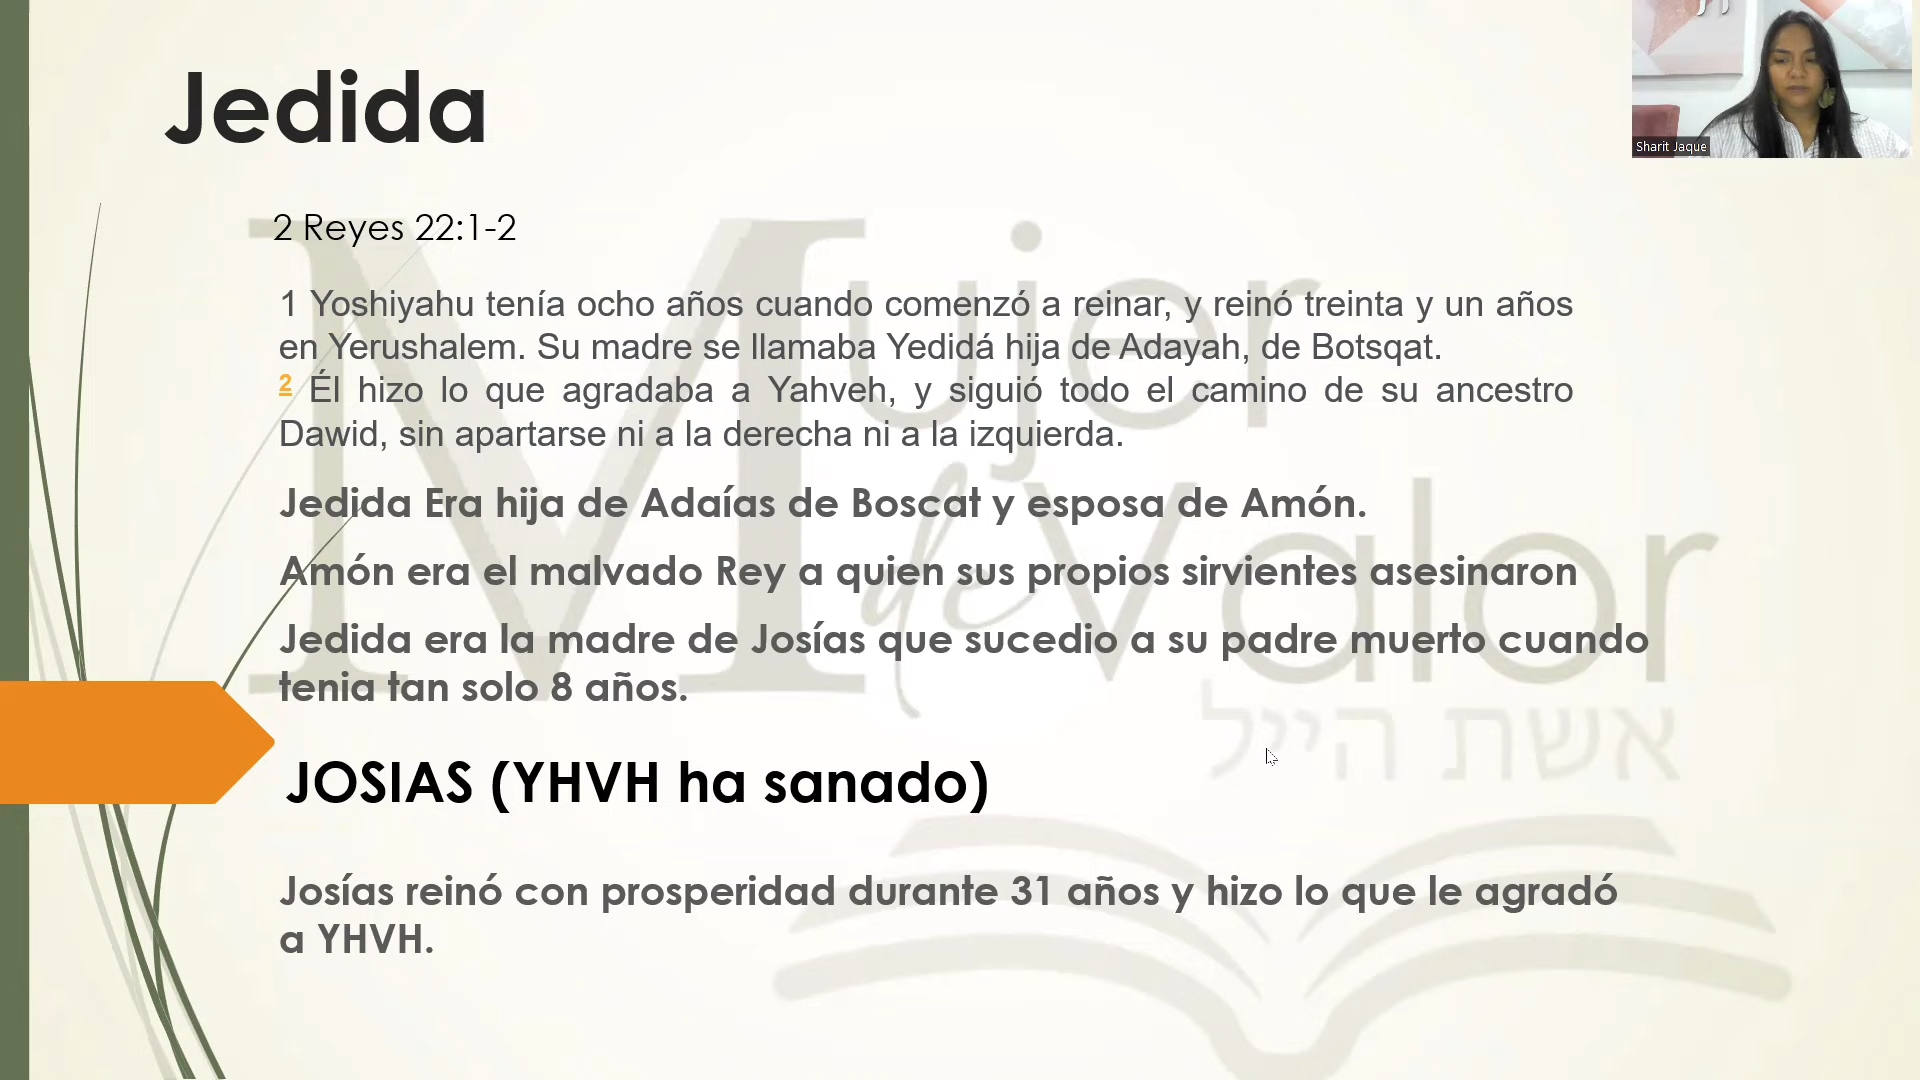 Jedida
Sharit Jaque
2 Reyes 22:1-2
1 Yoshiyahu tenía ocho años cuando comenzó a reinar, y reinó treinta y un años
en Yerushalem. Su madre se llamaba Yedidá hija de Adayah, de Botsqat.
2 Él hizo lo que agradaba a Yahveh, y siguió todo el camino de su ancestro
Dawid, sin apartarse ni a la derecha ni a la izquierda.
Jedida Era hija de Adaías de Boscat y esposa de Amón.
Amón era el malvado Rey a quien sus propios sirvientes asesinaron
Jedida era la madre de Josías que sucedio a su padre muerto cuando
tenia tan solo 8 años.
JOSIAS (YHVH ha sanado)
Josías reinó con prosperidad durante 31 años y hizo lo que le agradó
a YHVH.
Mujer
de Valor
אשת הייל